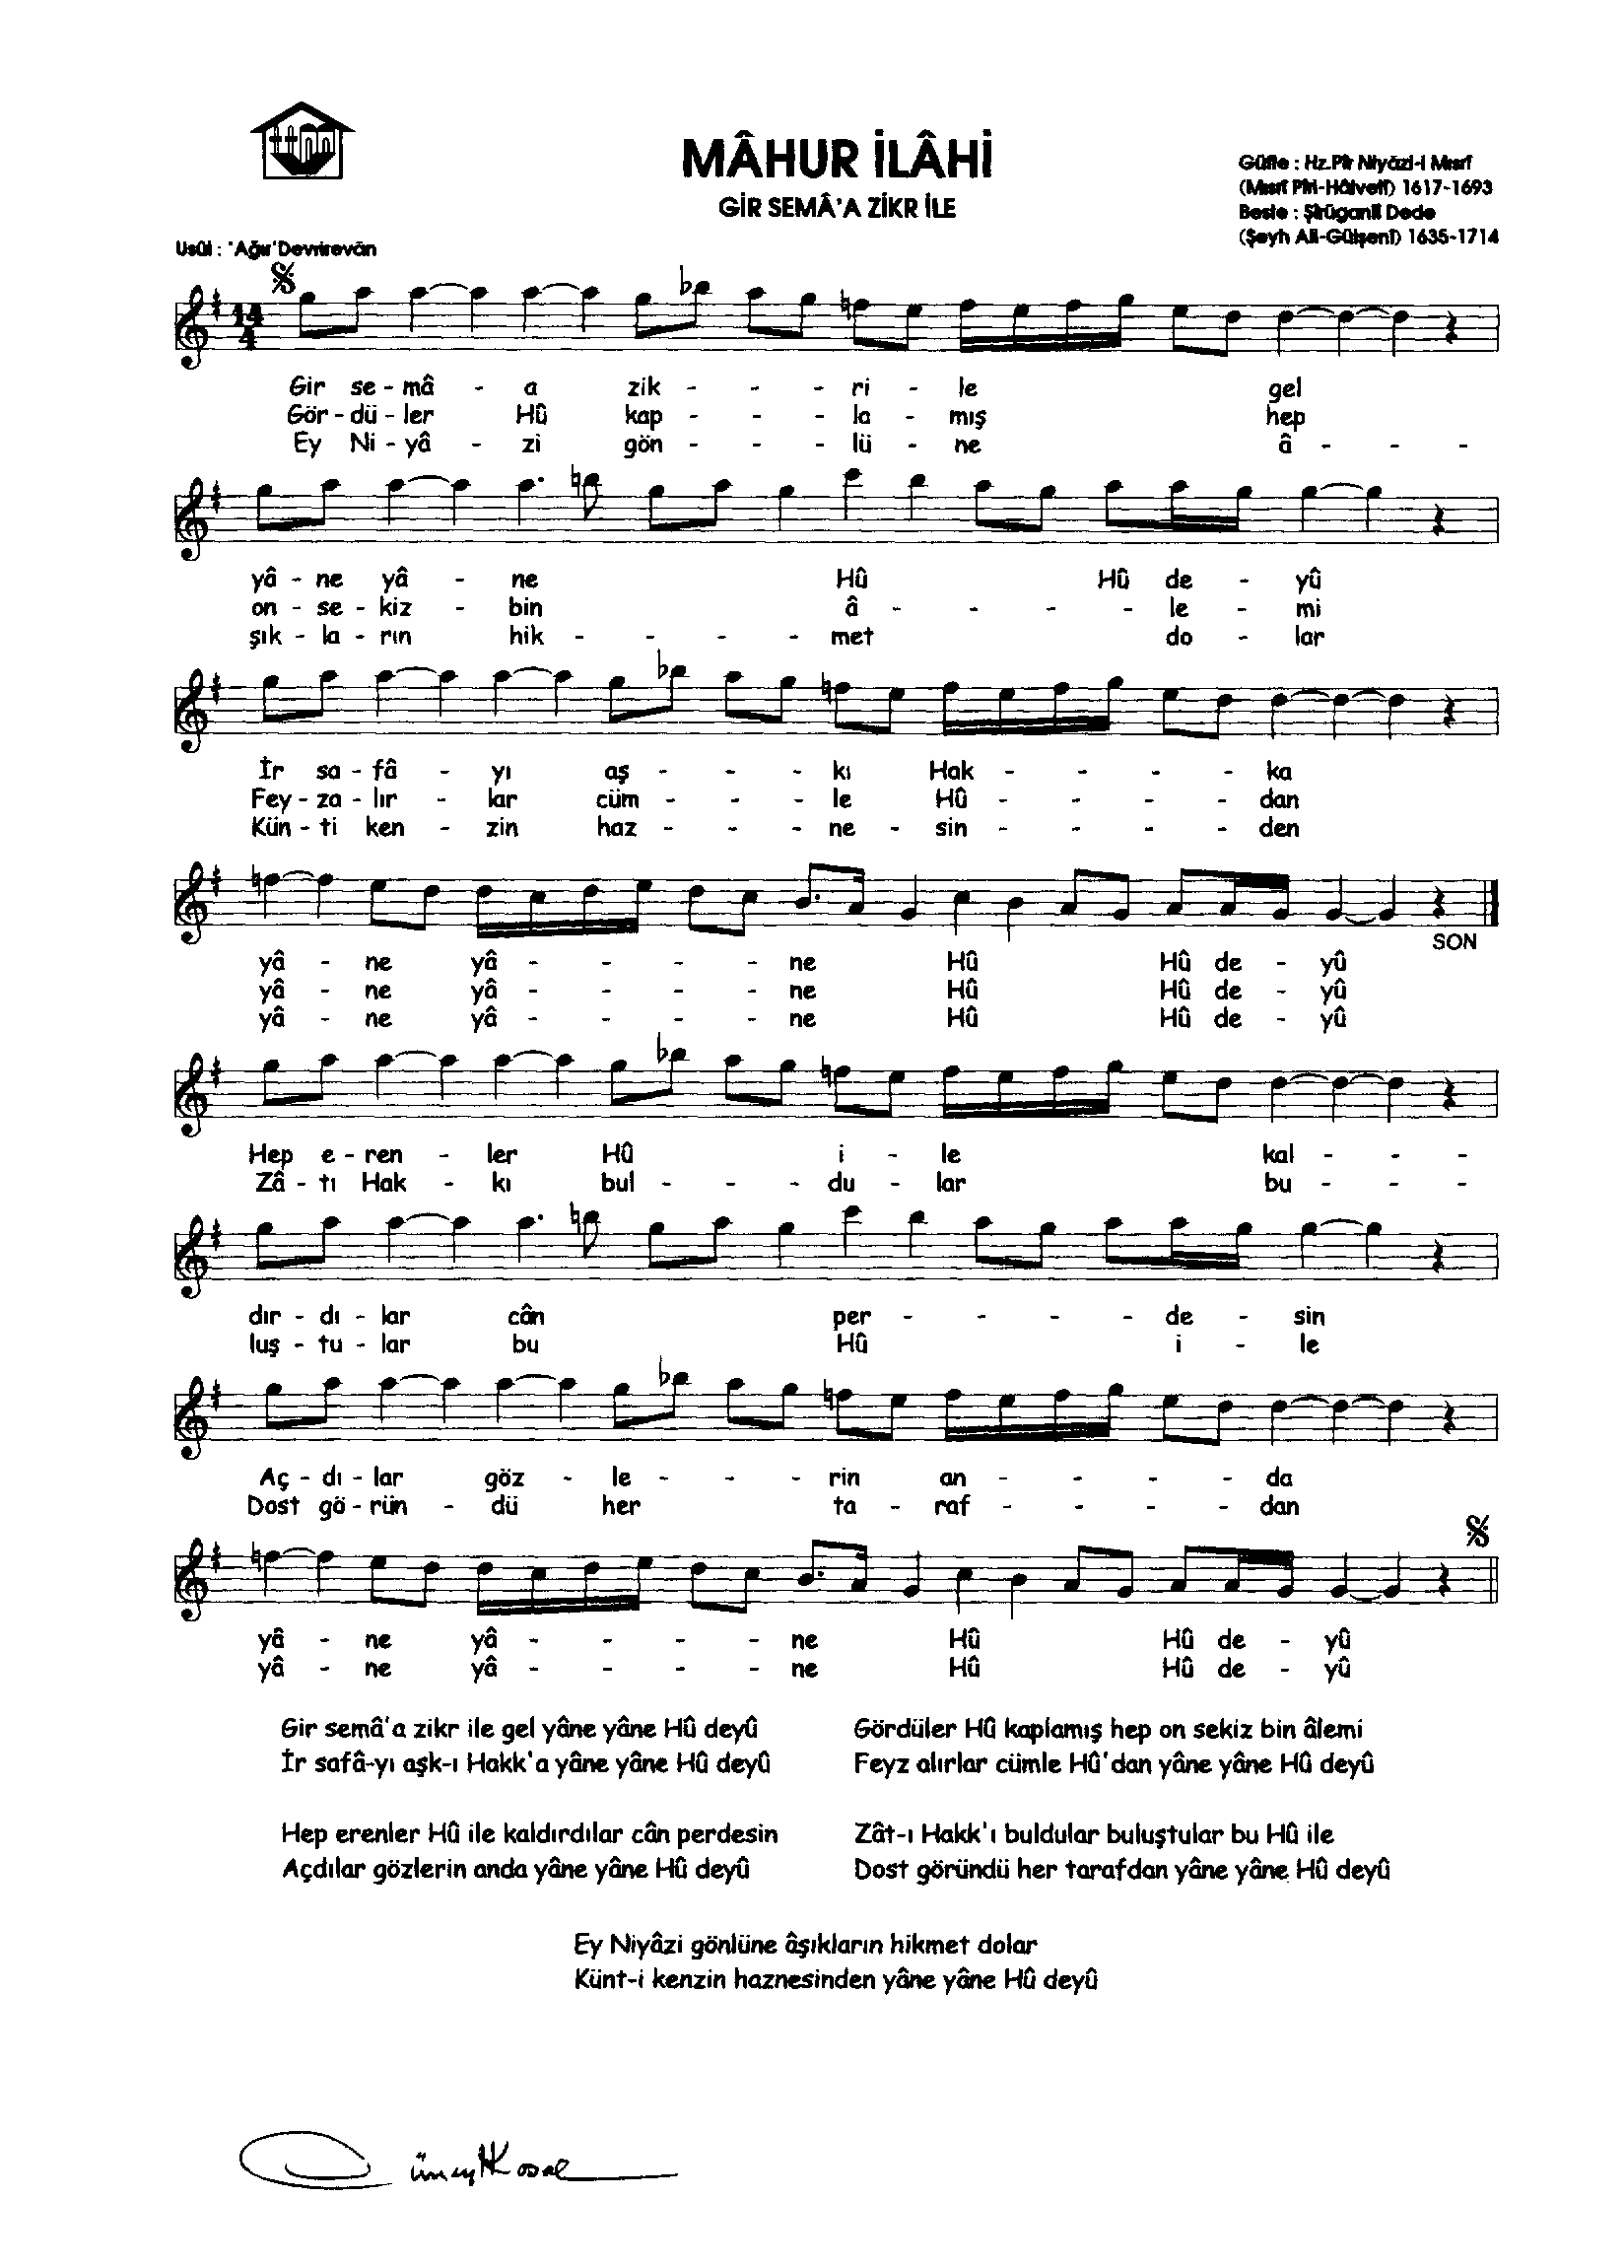 MÂHUR İLÂHİ
GİR SEMÂ'A ZİKR İLE
Güfte : Hz.Pîr Niyâzî-i Mısrî
(Mısrî Pîri-Hâlvetî) 1617-1693
Beste : Şîrûganîi Dede
(Şeyh Ali-Gülşenî) 1635-1714
Usûl : "Ağır" Devrirevân
14
4
Gir se - mâ - a zik - - - ri - le gel
Gör - dü - ler Hû kap - - - la - mış hep
Ey Ni - yâ - zi gön - - - lü - ne â - - -
yâ - ne yâ - ne Hû Hû de - yû
on - se - kiz - bin â - - - - le - mi
şık - la - rın hik - - - - met do - lar
İr sa - fâ - yı aş - - - kı Hak - - - - ka
Fey - za - lır - lar cüm - - - le Hû - - - - dan
Kün - ti ken - zin haz - - - ne - sin - - - - den
yâ - ne yâ - - - - ne Hû Hû de - yû
SON
yâ - ne yâ - - - - ne Hû Hû de - yû
yâ - ne yâ - - - - ne Hû Hû de - yû
Hep e - ren - ler Hû i - le kal - - -
Zâ - tı Hak - kı bul - - - du - lar bu - - -
dır - dı - lar cân per - - - - de - sin
luş - tu - lar bu Hû i - le
Aç - dı - lar göz - le - - - rin an - - - - da
Dost gö - rün - dü her ta - raf - - - - dan
yâ - ne yâ - - - - ne Hû Hû de - yû
yâ - ne yâ - - - - ne Hû Hû de - yû
Gir semâ'a zikr ile gel yâne yâne Hû deyû
İr safâ-yı aşk-ı Hakk'a yâne yâne Hû deyû
Gördüler Hû kaplamış hep on sekiz bin âlemi
Feyz alırlar cümle Hû'dan yâne yâne Hû deyû
Hep erenler Hû ile kaldırdılar cân perdesin
Açdılar gözlerin anda yâne yâne Hû deyû
Zât-ı Hakk'ı buldular buluştular bu Hû ile
Dost göründü her tarafdan yâne yâne Hû deyû
Ey Niyâzi gönlüne âşıkların hikmet dolar
Künt-i kenzin haznesinden yâne yâne Hû deyû
Cüneyt Kosal